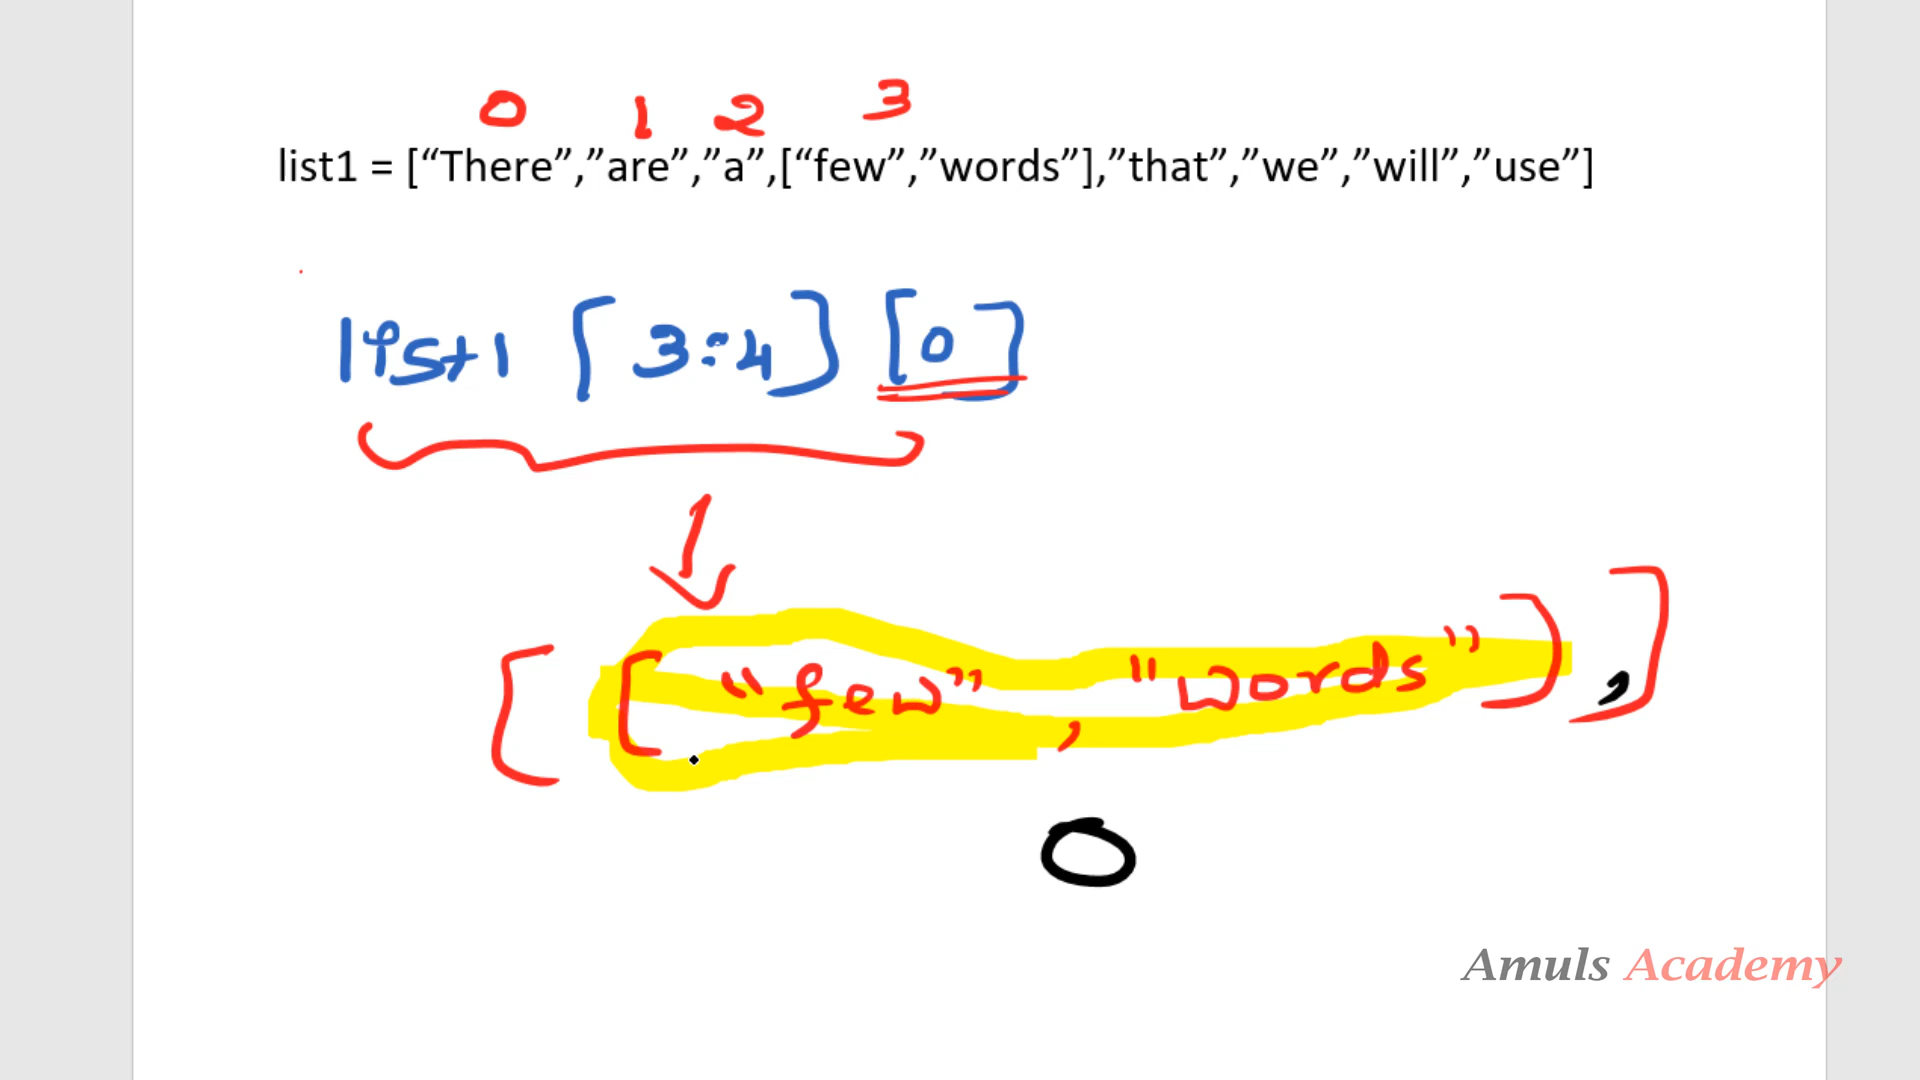 0 1 2 3
list1 = [“There”,”are”,”a”,[“few”,”words”],”that”,”we”,”will”,”use”]
list1 [3:4] [0]
[ [ “few” , "words” ] , ]
0
Amuls Academy